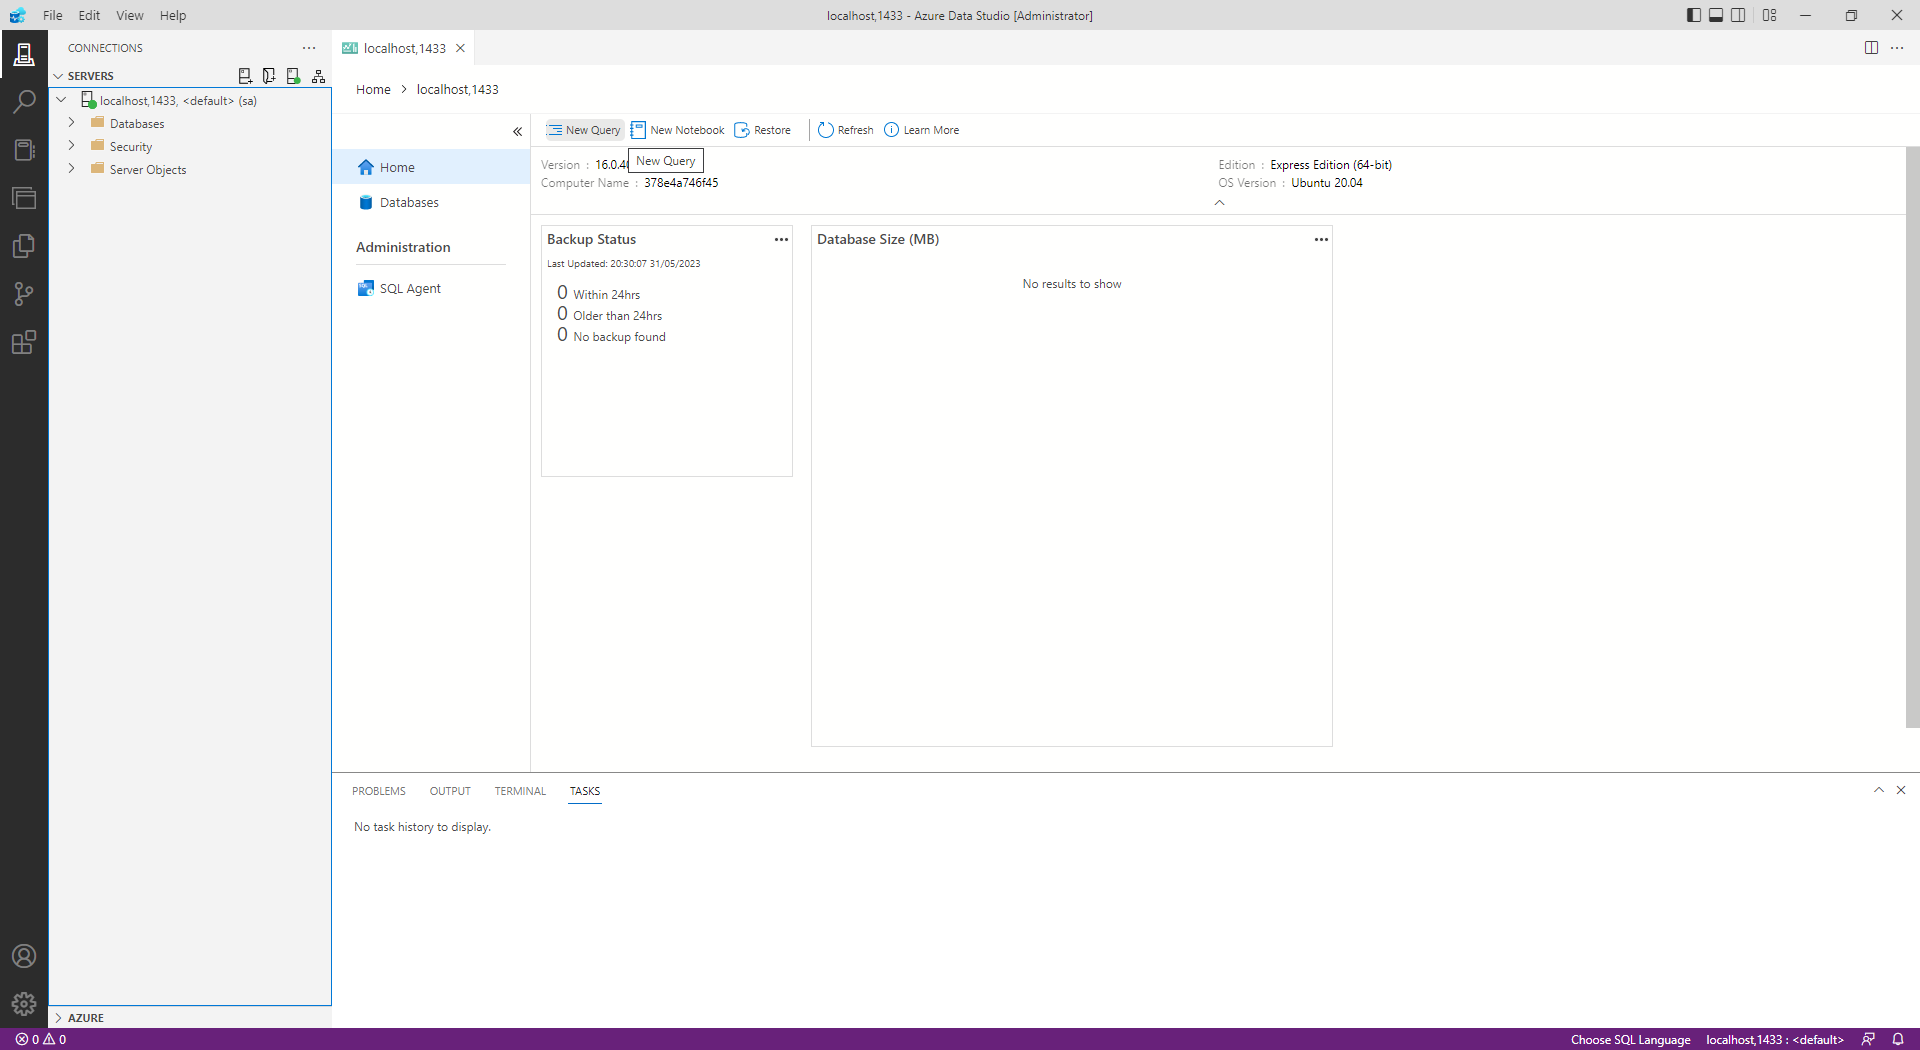 File Edit View Help
localhost,1433 - Azure Data Studio [Administrator]
CONNECTIONS
localhost,1433
SERVERS
Home > localhost,1433
localhost,1433, <default> (sa)
Databases
Security
Server Objects
New Query New Notebook Restore Refresh Learn More
New Query
Home
Databases
Administration
SQL Agent
Version : 16.0.4
Computer Name : 378e4a746f45
Edition : Express Edition (64-bit)
OS Version : Ubuntu 20.04
Backup Status
Last Updated: 20:30:07 31/05/2023
0 Within 24hrs
0 Older than 24hrs
0 No backup found
Database Size (MB)
No results to show
PROBLEMS OUTPUT TERMINAL TASKS
No task history to display.
AZURE
0 0
Choose SQL Language localhost,1433 : <default>